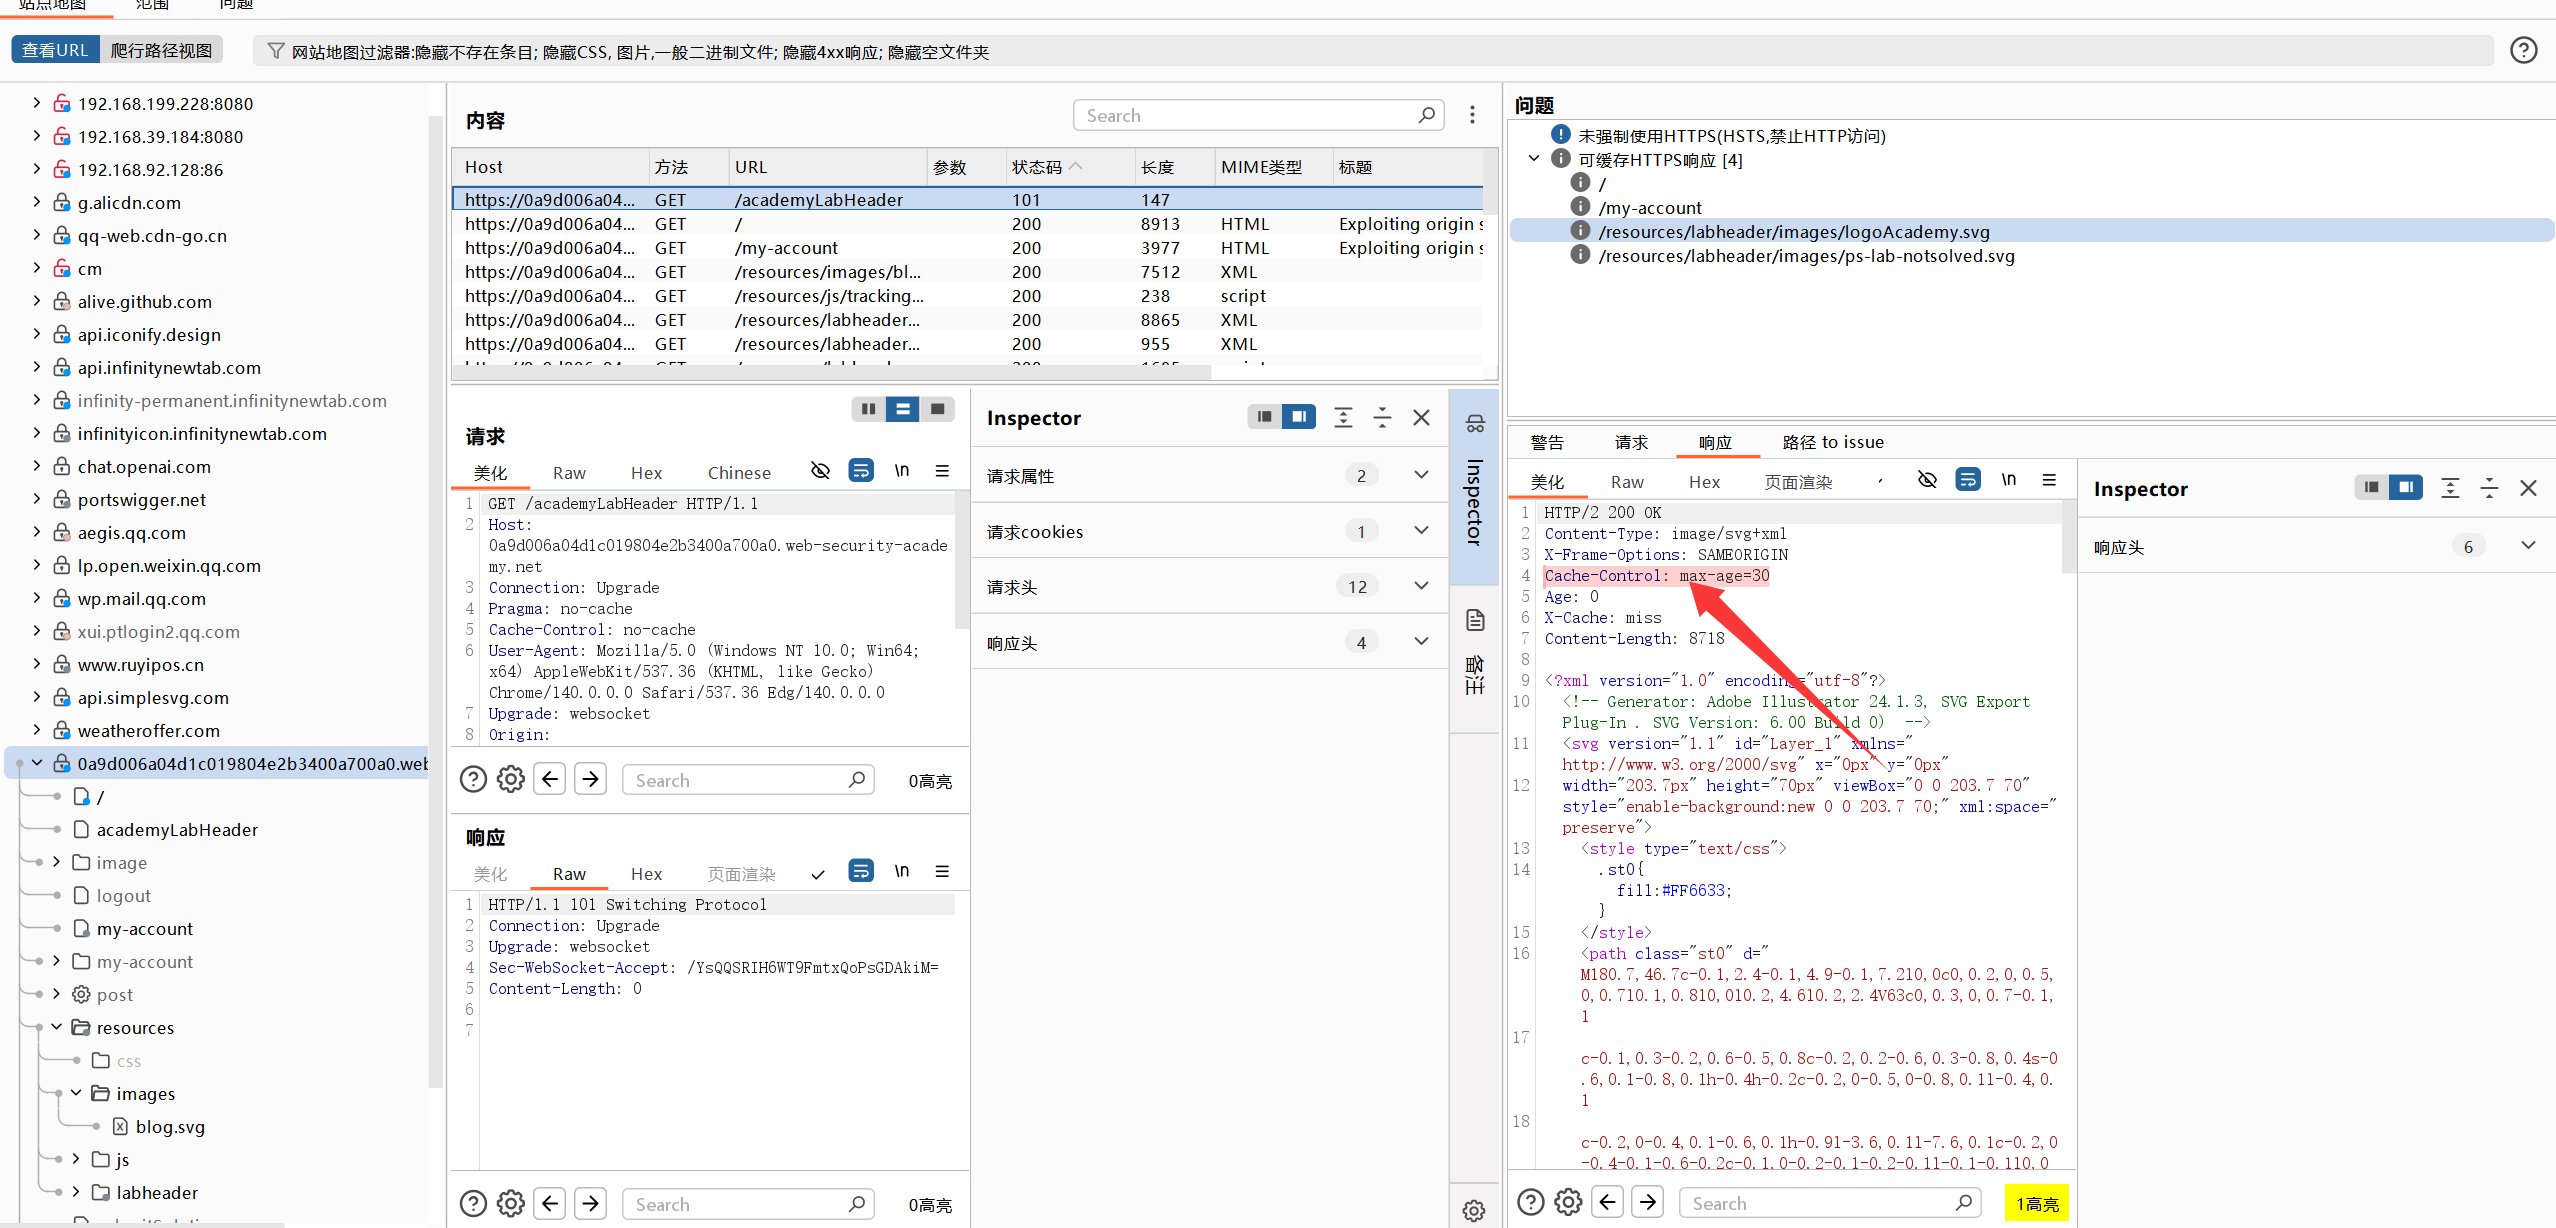 站点地图 范围 问题
查看URL 爬行路径视图
网站地图过滤器:隐藏不存在条目; 隐藏CSS, 图片,一般二进制文件; 隐藏4xx响应; 隐藏空文件夹
192.168.199.228:8080
192.168.39.184:8080
192.168.92.128:86
g.alicdn.com
qq-web.cdn-go.cn
cm
alive.github.com
api.iconify.design
api.infinitynewtab.com
infinity-permanent.infinitynewtab.com
infinityicon.infinitynewtab.com
chat.openai.com
portswigger.net
aegis.qq.com
lp.open.weixin.qq.com
wp.mail.qq.com
xui.ptlogin2.qq.com
www.ruyipos.cn
api.simplesvg.com
weatheroffer.com
0a9d006a04d1c019804e2b3400a700a0.web
/
academyLabHeader
image
logout
my-account
my-account
post
resources
css
images
blog.svg
js
labheader
内容
Search
Host 方法 URL 参数 状态码 长度 MIME类型 标题
https://0a9d006a04... GET /academyLabHeader 101 147
https://0a9d006a04... GET / 200 8913 HTML Exploiting origin s
https://0a9d006a04... GET /my-account 200 3977 HTML Exploiting origin s
https://0a9d006a04... GET /resources/images/bl... 200 7512 XML
https://0a9d006a04... GET /resources/js/tracking... 200 238 script
https://0a9d006a04... GET /resources/labheader... 200 8865 XML
https://0a9d006a04... GET /resources/labheader... 200 955 XML
请求
美化 Raw Hex Chinese \n
1 GET /academyLabHeader HTTP/1.1
2 Host:
0a9d006a04d1c019804e2b3400a700a0.web-security-acade
my.net
3 Connection: Upgrade
4 Pragma: no-cache
5 Cache-Control: no-cache
6 User-Agent: Mozilla/5.0 (Windows NT 10.0; Win64;
x64) AppleWebKit/537.36 (KHTML, like Gecko)
Chrome/140.0.0.0 Safari/537.36 Edg/140.0.0.0
7 Upgrade: websocket
8 Origin:
Search 0高亮
响应
美化 Raw Hex 页面渲染 \n
1 HTTP/1.1 101 Switching Protocol
2 Connection: Upgrade
3 Upgrade: websocket
4 Sec-WebSocket-Accept: /YsQQSRIH6WT9FmtxQoPsGDAkiM=
5 Content-Length: 0
6
7
Search 0高亮
Inspector
请求属性 2
请求cookies 1
请求头 12
响应头 4
Inspector
备注
问题
未强制使用HTTPS(HSTS,禁止HTTP访问)
可缓存HTTPS响应 [4]
/
/my-account
/resources/labheader/images/logoAcademy.svg
/resources/labheader/images/ps-lab-notsolved.svg
警告 请求 响应 路径 to issue
美化 Raw Hex 页面渲染 \n
1 HTTP/2 200 OK
2 Content-Type: image/svg+xml
3 X-Frame-Options: SAMEORIGIN
4 Cache-Control: max-age=30
5 Age: 0
6 X-Cache: miss
7 Content-Length: 8718
8
9 <?xml version="1.0" encoding="utf-8"?>
10 <!-- Generator: Adobe Illustrator 24.1.3, SVG Export
Plug-In . SVG Version: 6.00 Build 0) -->
11 <svg version="1.1" id="Layer_1" xmlns="
http://www.w3.org/2000/svg" x="0px" y="0px"
12 width="203.7px" height="70px" viewBox="0 0 203.7 70"
style="enable-background:new 0 0 203.7 70;" xml:space="
preserve">
13 <style type="text/css">
14 .st0{
fill:#FF6633;
}
15 </style>
16 <path class="st0" d="
M180.7,46.7c-0.1,2.4-0.1,4.9-0.1,7.2l0,0c0,0.2,0,0.5,
0,0.7l0.1,0.8l0,0l0.2,4.6l0.2,2.4V63c0,0.3,0,0.7-0.1,
1
17
c-0.1,0.3-0.2,0.6-0.5,0.8c-0.2,0.2-0.6,0.3-0.8,0.4s-0
.6,0.1-0.8,0.1h-0.4h-0.2c-0.2,0-0.5,0-0.8,0.1l-0.4,0.
1
18
c-0.2,0-0.4,0.1-0.6,0.1h-0.9l-3.6,0.1l-7.6,0.1c-0.2,0
-0.4-0.1-0.6-0.2c-0.1,0-0.2-0.1-0.2-0.1l-0.1-0.1l0,0
Search 1高亮
Inspector
响应头 6